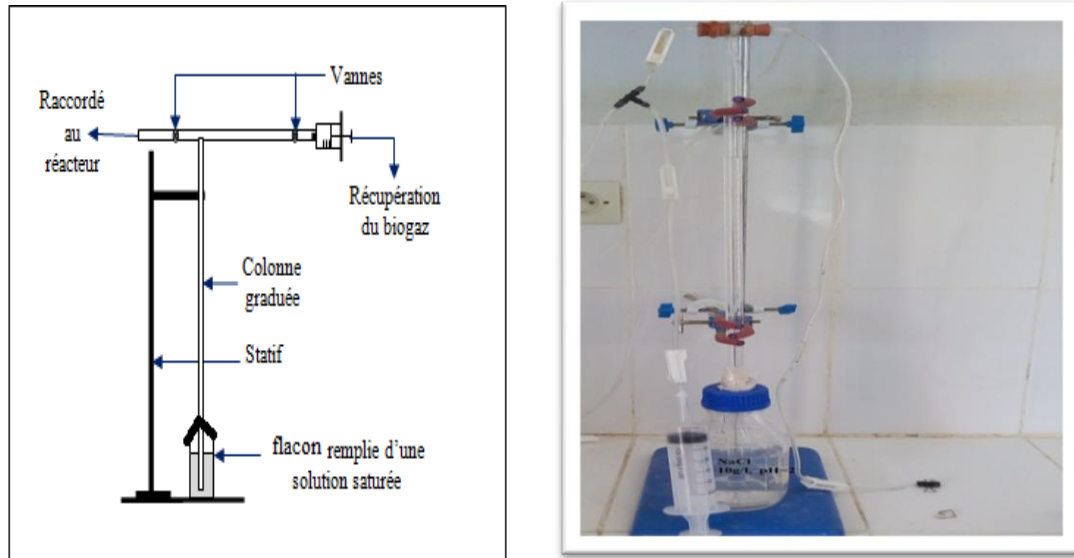 Vannes
Raccordé
au
réacteur
Récupération
du biogaz
Colonne
graduée
Statif
flacon remplie d'une
solution saturée
NaCl
10g/l pH=2